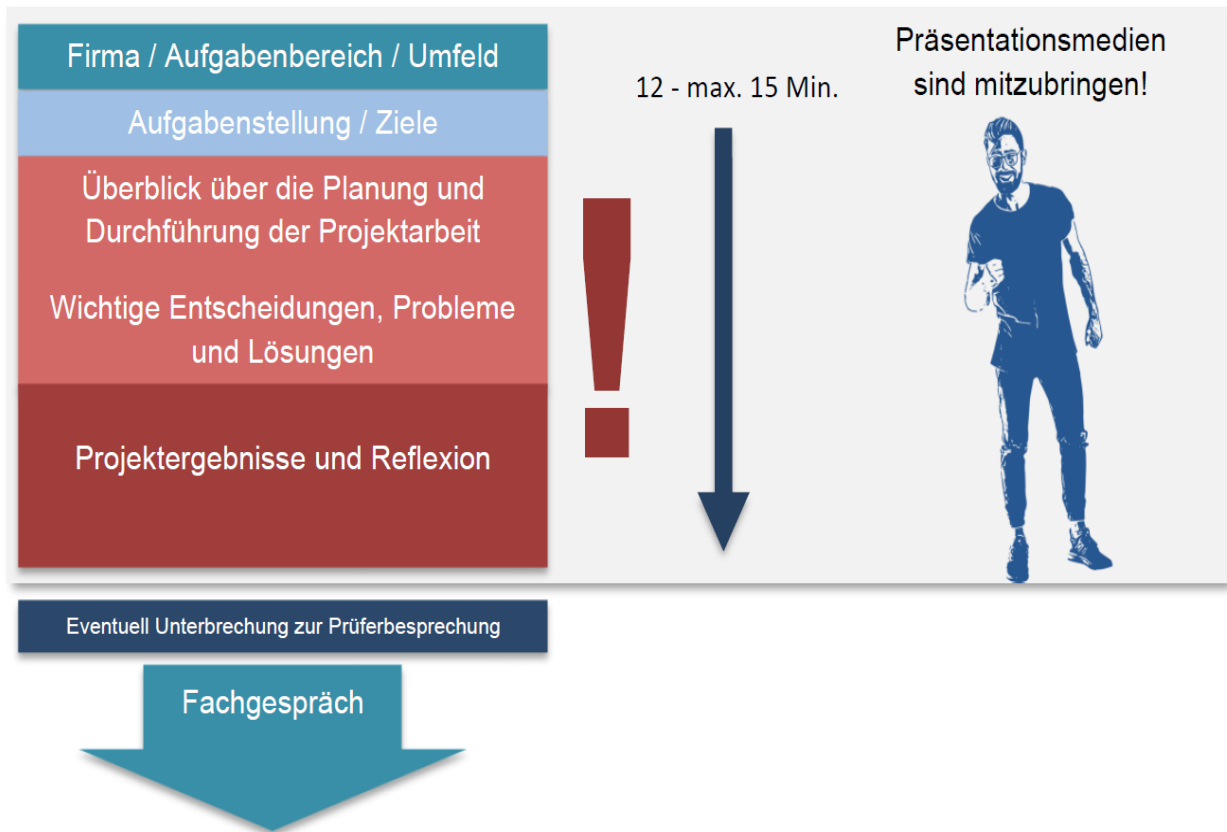 Firma / Aufgabenbereich / Umfeld
Aufgabenstellung / Ziele
Überblick über die Planung und
Durchführung der Projektarbeit
Wichtige Entscheidungen, Probleme
und Lösungen
Projektergebnisse und Reflexion
!
12 - max. 15 Min.
Präsentationsmedien
sind mitzubringen!
Eventuell Unterbrechung zur Prüferbesprechung
Fachgespräch